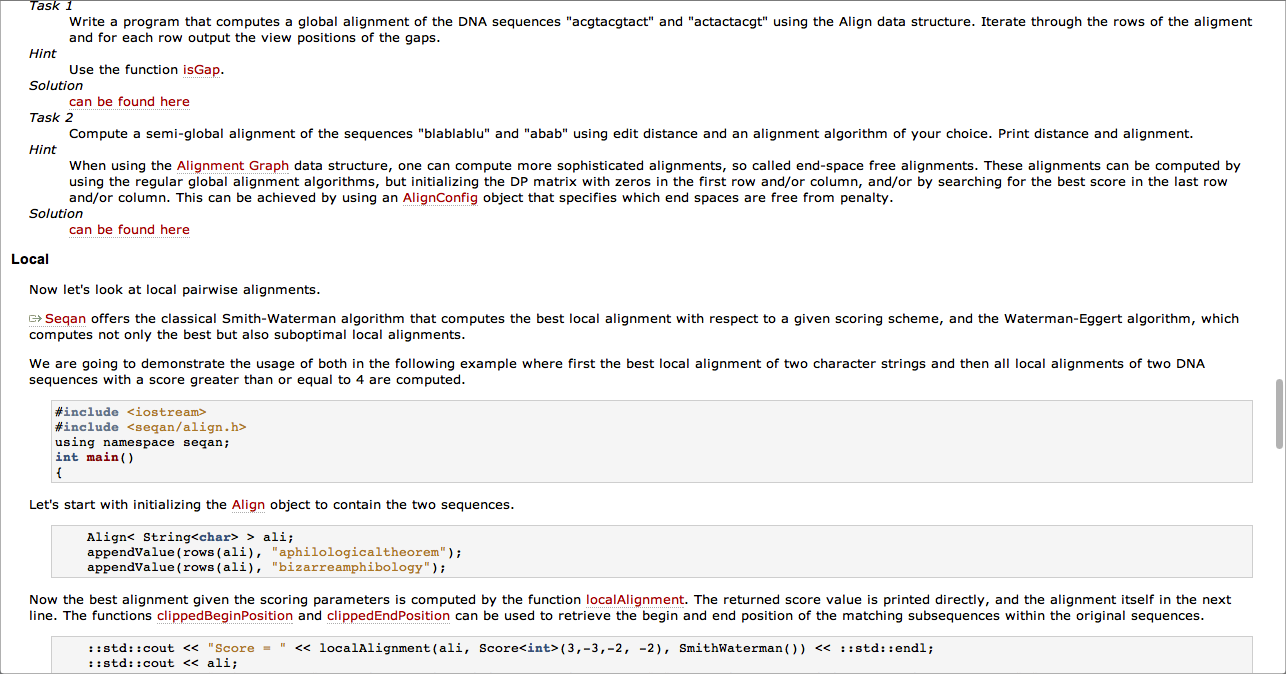 Task 1
Write a program that computes a global alignment of the DNA sequences "acgtacgtact" and "actactacgt" using the Align data structure. Iterate through the rows of the aligment
and for each row output the view positions of the gaps.
Hint
Use the function isGap.
Solution
can be found here
Task 2
Compute a semi-global alignment of the sequences "blablablu" and "abab" using edit distance and an alignment algorithm of your choice. Print distance and alignment.
Hint
When using the Alignment Graph data structure, one can compute more sophisticated alignments, so called end-space free alignments. These alignments can be computed by
using the regular global alignment algorithms, but initializing the DP matrix with zeros in the first row and/or column, and/or by searching for the best score in the last row
and/or column. This can be achieved by using an AlignConfig object that specifies which end spaces are free from penalty.
Solution
can be found here
Local
Now let's look at local pairwise alignments.
Seqan offers the classical Smith-Waterman algorithm that computes the best local alignment with respect to a given scoring scheme, and the Waterman-Eggert algorithm, which
computes not only the best but also suboptimal local alignments.
We are going to demonstrate the usage of both in the following example where first the best local alignment of two character strings and then all local alignments of two DNA
sequences with a score greater than or equal to 4 are computed.
#include <iostream>
#include <seqan/align.h>
using namespace seqan;
int main()
{
Let's start with initializing the Align object to contain the two sequences.
Align< String<char> > ali;
appendValue(rows(ali), "aphilologicaltheorem");
appendValue(rows(ali), "bizarreamphibology");
Now the best alignment given the scoring parameters is computed by the function localAlignment. The returned score value is printed directly, and the alignment itself in the next
line. The functions clippedBeginPosition and clippedEndPosition can be used to retrieve the begin and end position of the matching subsequences within the original sequences.
::std::cout << "Score = " << localAlignment(ali, Score<int>(3,-3,-2, -2), SmithWaterman()) << ::std::endl;
::std::cout << ali;